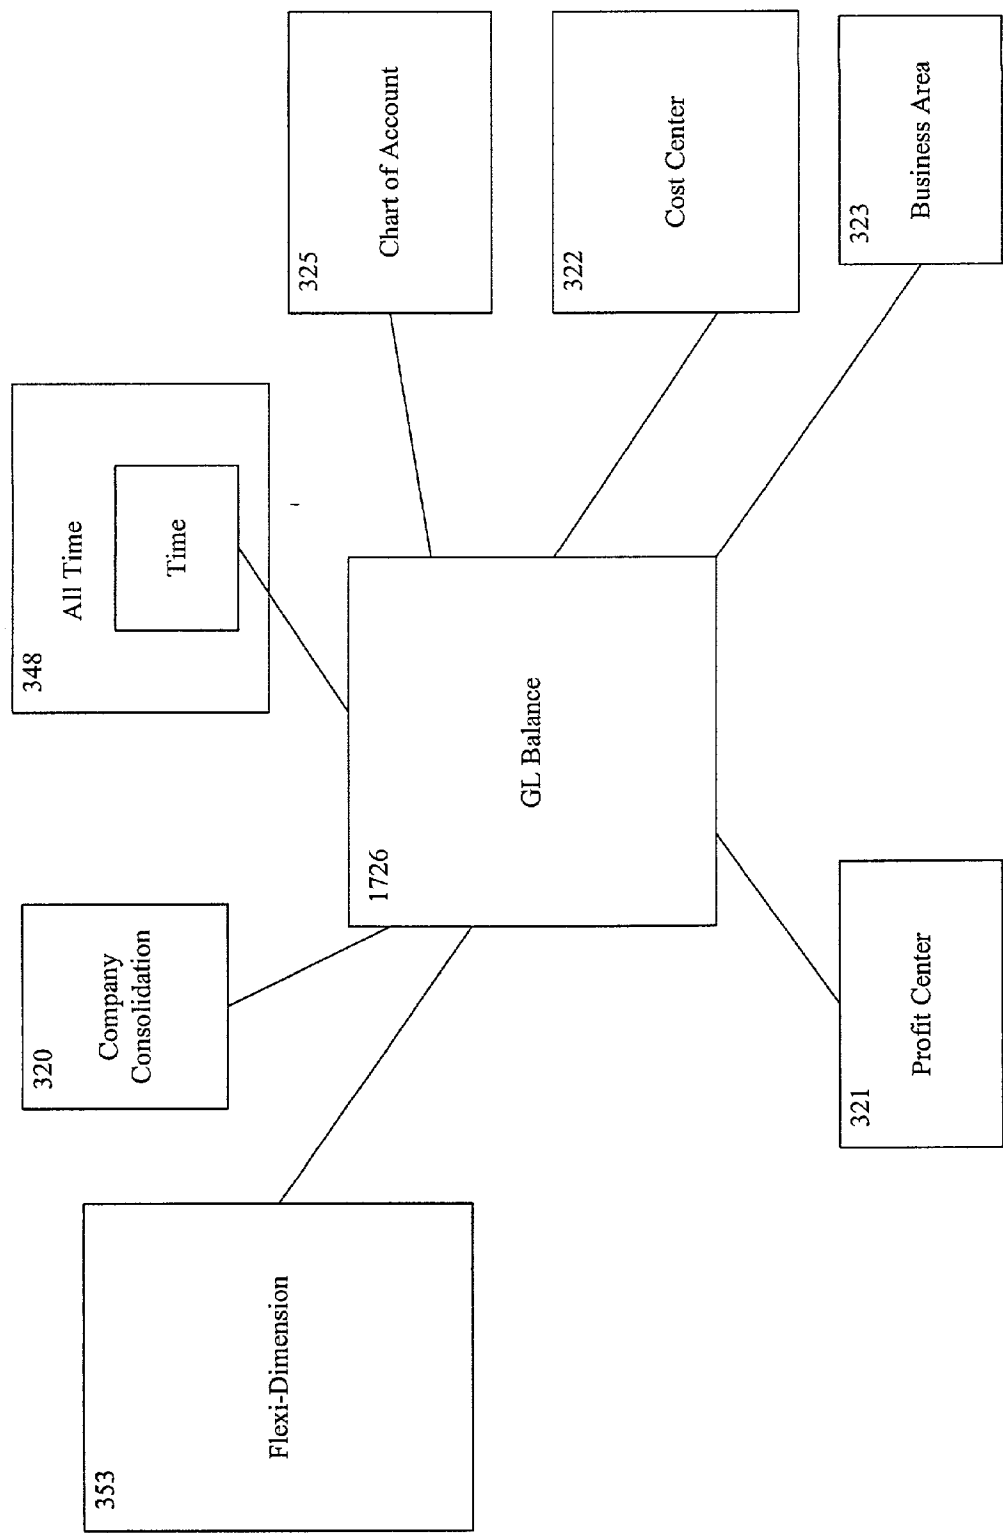 353
Flexi-Dimension
320
Company
Consolidation
348
All Time
Time
325
Chart of Account
1726
GL Balance
322
Cost Center
321
Profit Center
323
Business Area